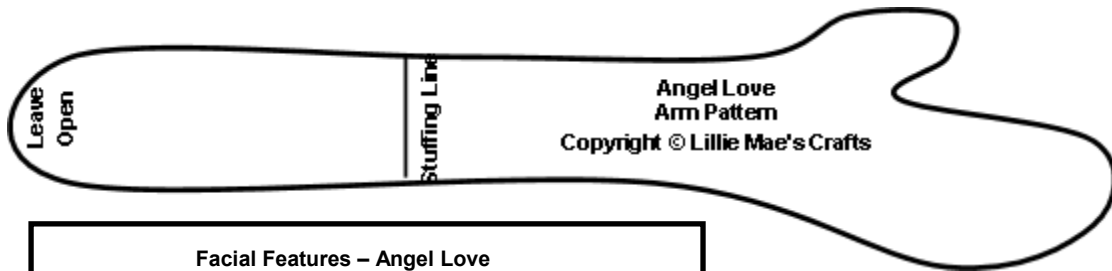 Leave
Open
Stuffing Line
Angel Love
Arm Pattern
Copyright © Lillie Mae's Crafts
Facial Features – Angel Love